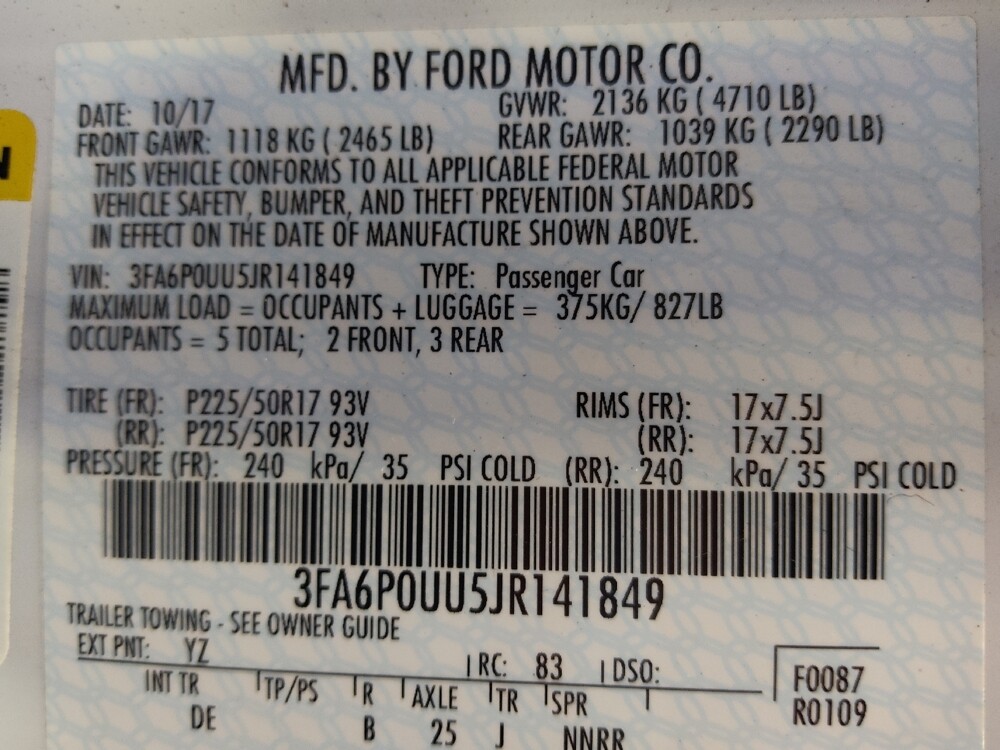 MFD. BY FORD MOTOR CO.
DATE: 10/17 GVWR: 2136 KG ( 4710 LB)
FRONT GAWR: 1118 KG ( 2465 LB) REAR GAWR: 1039 KG ( 2290 LB)
THIS VEHICLE CONFORMS TO ALL APPLICABLE FEDERAL MOTOR
VEHICLE SAFETY, BUMPER, AND THEFT PREVENTION STANDARDS
IN EFFECT ON THE DATE OF MANUFACTURE SHOWN ABOVE.
VIN: 3FA6P0UU5JR141849 TYPE: Passenger Car
MAXIMUM LOAD = OCCUPANTS + LUGGAGE = 375KG/ 827LB
OCCUPANTS = 5 TOTAL; 2 FRONT, 3 REAR
TIRE (FR): P225/50R17 93V RIMS (FR): 17x7.5J
(RR): P225/50R17 93V (RR): 17x7.5J
PRESSURE (FR): 240 kPa/ 35 PSI COLD (RR): 240 kPa/ 35 PSI COLD
3FA6P0UU5JR141849
TRAILER TOWING - SEE OWNER GUIDE
EXT PNT: YZ RC: 83 DSO: F0087
INT TR TP/PS R AXLE TR SPR R0109
DE B 25 J NNRR